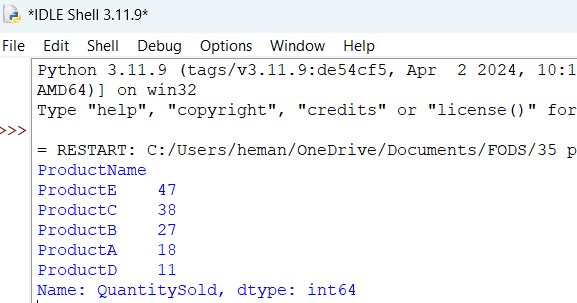 *IDLE Shell 3.11.9*
File Edit Shell Debug Options Window Help
Python 3.11.9 (tags/v3.11.9:de54cf5, Apr  2 2024, 10:1
AMD64)] on win32
Type "help", "copyright", "credits" or "license()" for
>>>
= RESTART: C:/Users/heman/OneDrive/Documents/FODS/35 p
ProductName
ProductE    47
ProductC    38
ProductB    27
ProductA    18
ProductD    11
Name: QuantitySold, dtype: int64